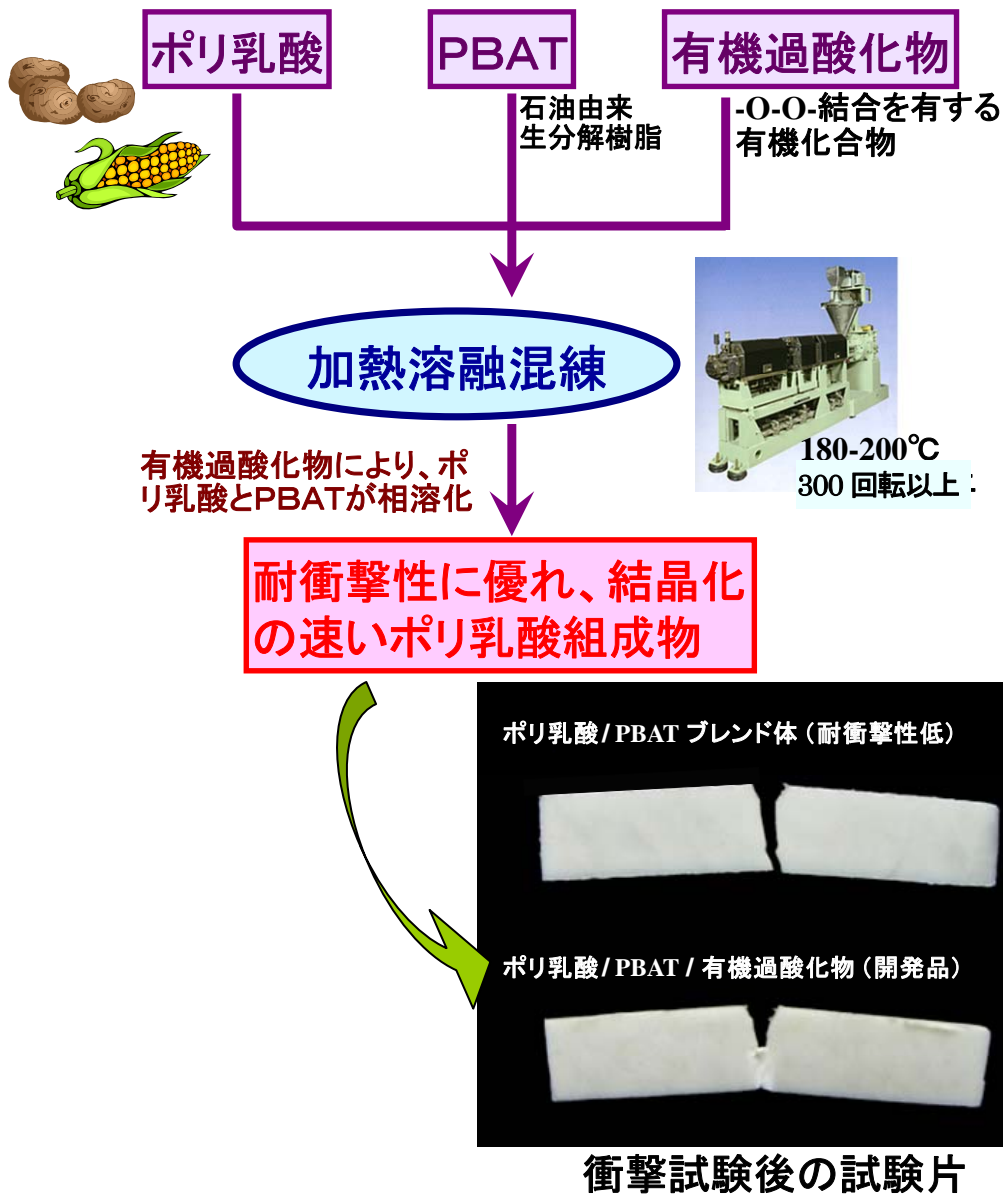 ポリ乳酸
PBAT
有機過酸化物
石油由来
生分解樹脂
-O-O-結合を有する
有機化合物
加熱溶融混練
180-200℃
300 回転以上
有機過酸化物により、ポ
リ乳酸とPBATが相溶化
耐衝撃性に優れ、結晶化
の速いポリ乳酸組成物
ポリ乳酸/PBAT ブレンド体（耐衝撃性低）
ポリ乳酸/PBAT / 有機過酸化物（開発品）
衝撃試験後の試験片